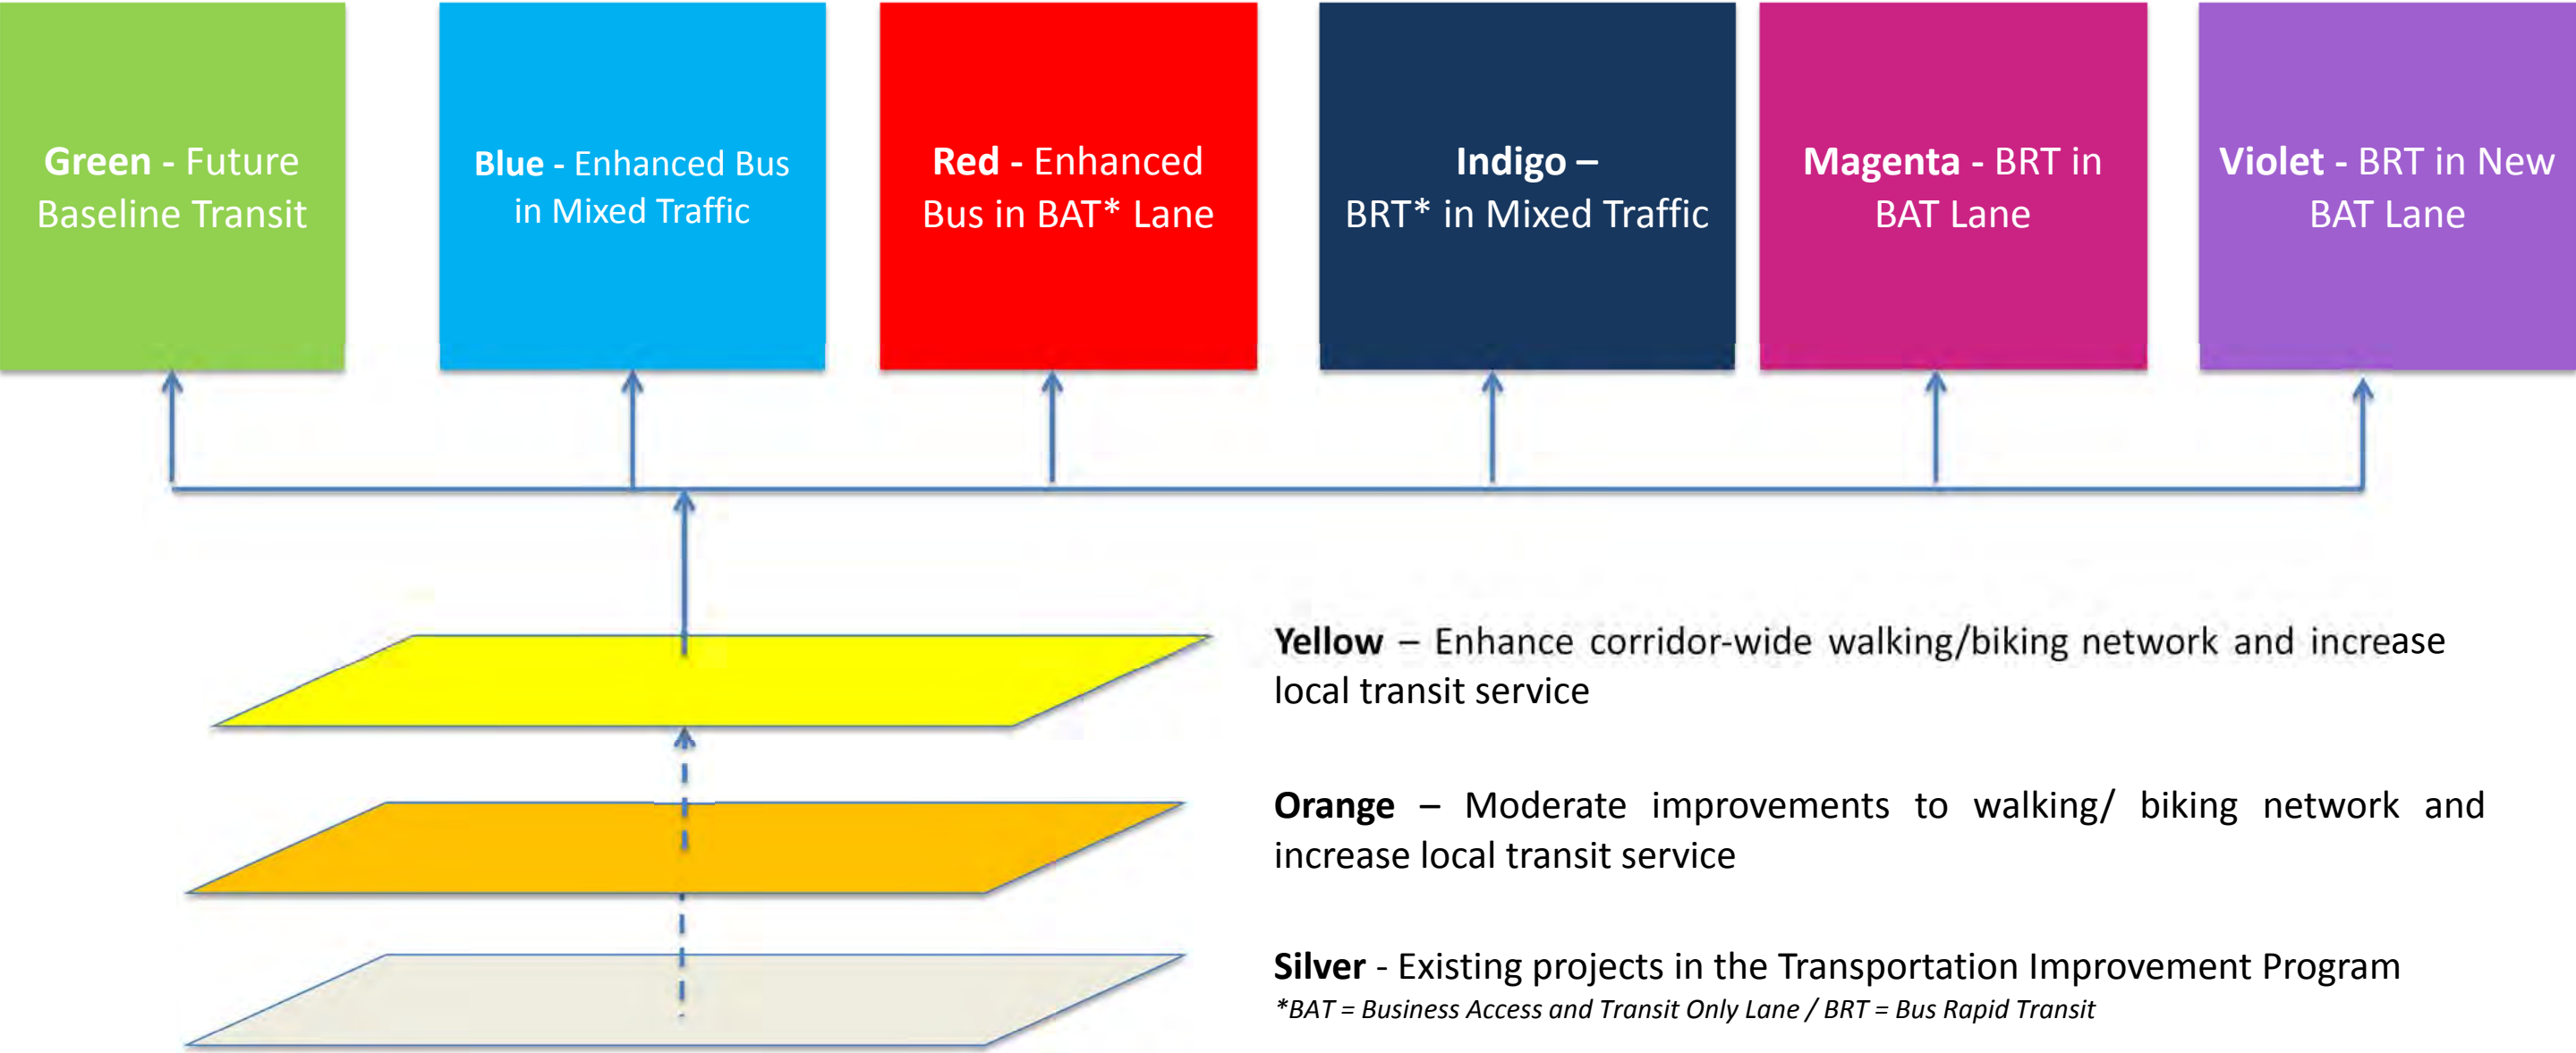 Green - Future
Baseline Transit
Blue - Enhanced Bus
in Mixed Traffic
Red - Enhanced
Bus in BAT* Lane
Indigo –
BRT* in Mixed Traffic
Magenta - BRT in
BAT Lane
Violet - BRT in New
BAT Lane
Yellow – Enhance corridor-wide walking/biking network and increase
local transit service
Orange – Moderate improvements to walking/ biking network and
increase local transit service
Silver - Existing projects in the Transportation Improvement Program
*BAT = Business Access and Transit Only Lane / BRT = Bus Rapid Transit